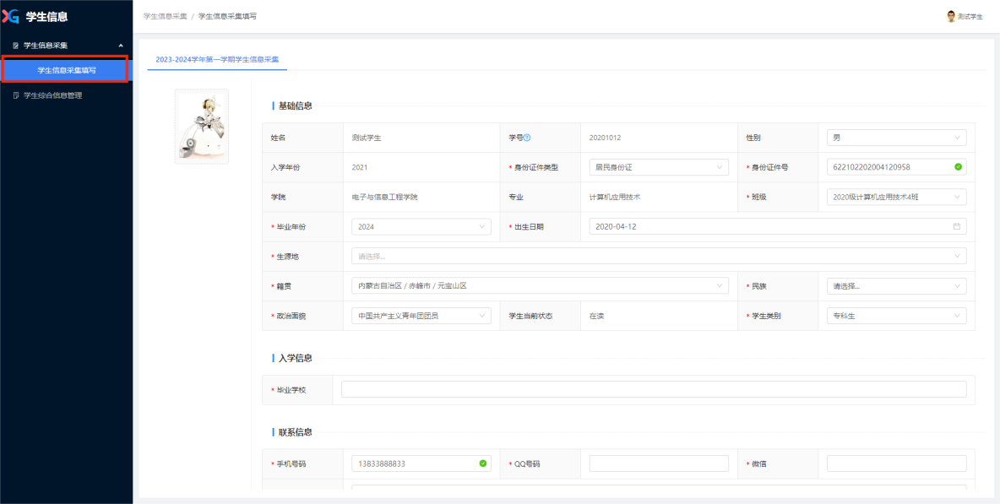 XG 学生信息
学生信息采集 / 学生信息采集填写
测试学生
学生信息采集
学生信息采集填写
学生综合信息管理
2023-2024学年第一学期学生信息采集
基础信息
姓名 测试学生 学号 20201012 性别 男
入学年份 2021 * 身份证件类型 居民身份证 * 身份证件号 622102202004120958
学院 电子与信息工程学院 专业 计算机应用技术 * 班级 2020级计算机应用技术4班
* 毕业年份 2024 * 出生日期 2020-04-12
* 生源地 请选择...
* 籍贯 内蒙古自治区 / 赤峰市 / 元宝山区 * 民族 请选择...
* 政治面貌 中国共产主义青年团团员 学生当前状态 在读 * 学生类别 专科生
入学信息
* 毕业学校
联系信息
* 手机号码 13833888833 * QQ号码 * 微信